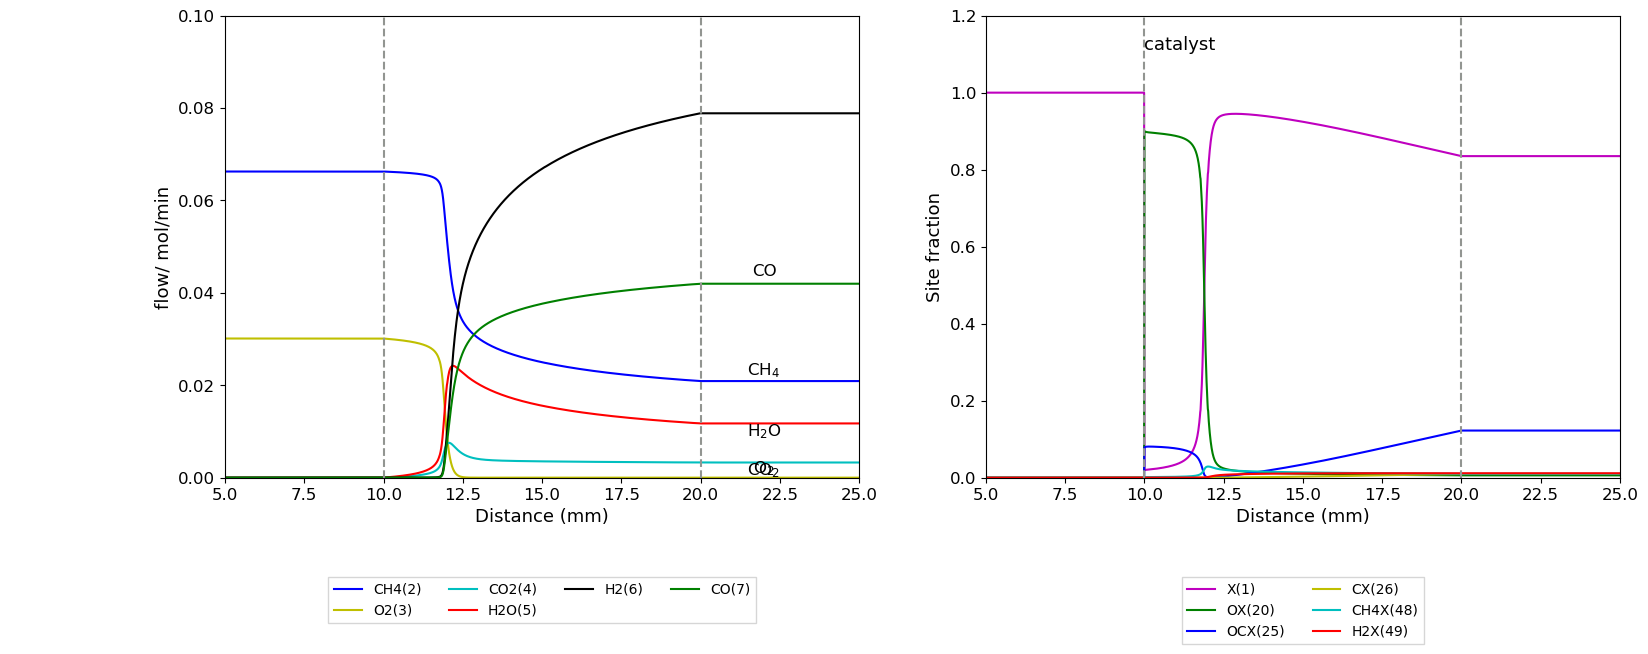 0.10
0.08
0.06
0.04
0.02
0.00
flow/ mol/min
CO
CH₄
H₂O
O₂
CO₂
5.0 7.5 10.0 12.5 15.0 17.5 20.0 22.5 25.0
Distance (mm)
CH4(2) CO2(4) H2(6) CO(7)
O2(3) H2O(5)
1.2
1.0
0.8
0.6
0.4
0.2
0.0
Site fraction
catalyst
5.0 7.5 10.0 12.5 15.0 17.5 20.0 22.5 25.0
Distance (mm)
X(1) CX(26)
OX(20) CH4X(48)
OCX(25) H2X(49)